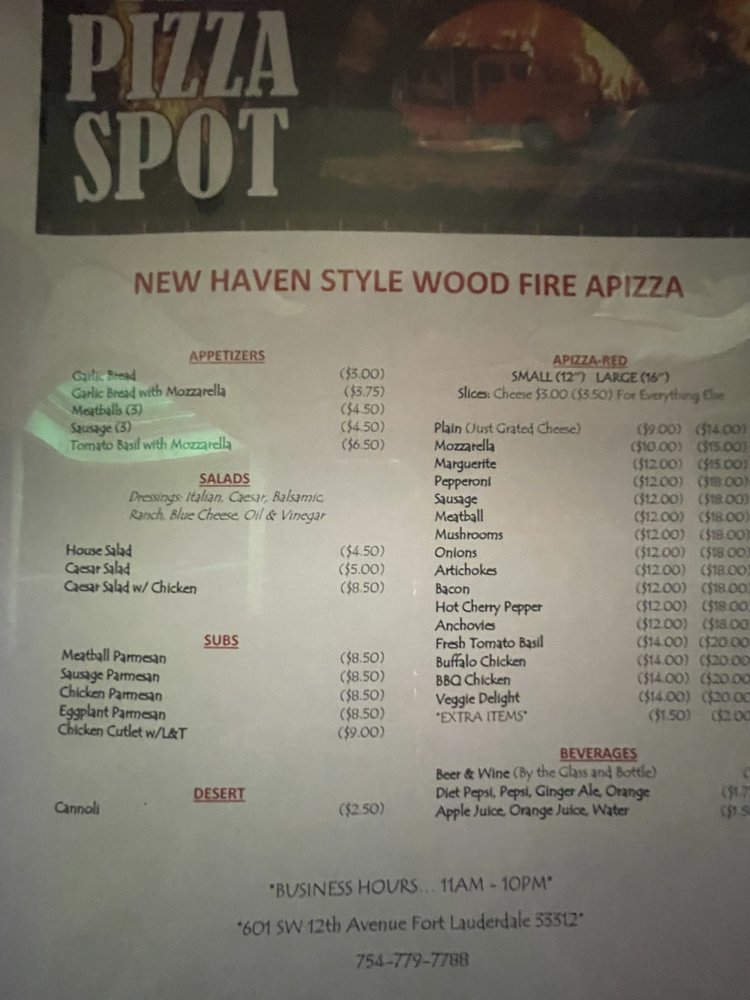 PIZZA
SPOT
NEW HAVEN STYLE WOOD FIRE APIZZA
APPETIZERS
Garlic Bread ($3.00)
Garlic Bread with Mozzarella ($3.75)
Meatballs (3) ($4.50)
Sausage (3) ($4.50)
Tomato Basil with Mozzarella ($6.50)
SALADS
Dressings: Italian, Caesar, Balsamic,
Ranch, Blue Cheese, Oil & Vinegar
House Salad ($4.50)
Caesar Salad ($5.00)
Caesar Salad w/ Chicken ($8.50)
SUBS
Meatball Parmesan ($8.50)
Sausage Parmesan ($8.50)
Chicken Parmesan ($8.50)
Eggplant Parmesan ($8.50)
Chicken Cutlet w/L&T ($9.00)
DESERT
Cannoli ($2.50)
APIZZA-RED
SMALL (12") LARGE (16")
Slices: Cheese $3.00 ($3.50) For Everything Else
Plain (Just Grated Cheese) ($9.00) ($14.00)
Mozzarella ($10.00) ($15.00)
Marguerite ($12.00) ($15.00)
Pepperoni ($12.00) ($18.00)
Sausage ($12.00) ($18.00)
Meatball ($12.00) ($18.00)
Mushrooms ($12.00) ($18.00)
Onions ($12.00) ($18.00)
Artichokes ($12.00) ($18.00)
Bacon ($12.00) ($18.00)
Hot Cherry Pepper ($12.00) ($18.00
Anchovies ($12.00) ($18.00
Fresh Tomato Basil ($14.00) ($20.00
Buffalo Chicken ($14.00) ($20.00
BBQ Chicken ($14.00) ($20.00
Veggie Delight ($14.00) ($20.00
*EXTRA ITEMS* ($1.50) ($2.00
BEVERAGES
Beer & Wine (By the Glass and Bottle) (
Diet Pepsi, Pepsi, Ginger Ale, Orange ($1.7
Apple Juice, Orange Juice, Water ($1.5
*BUSINESS HOURS... 11AM - 10PM*
*601 SW 12th Avenue Fort Lauderdale 33312*
754-779-7788